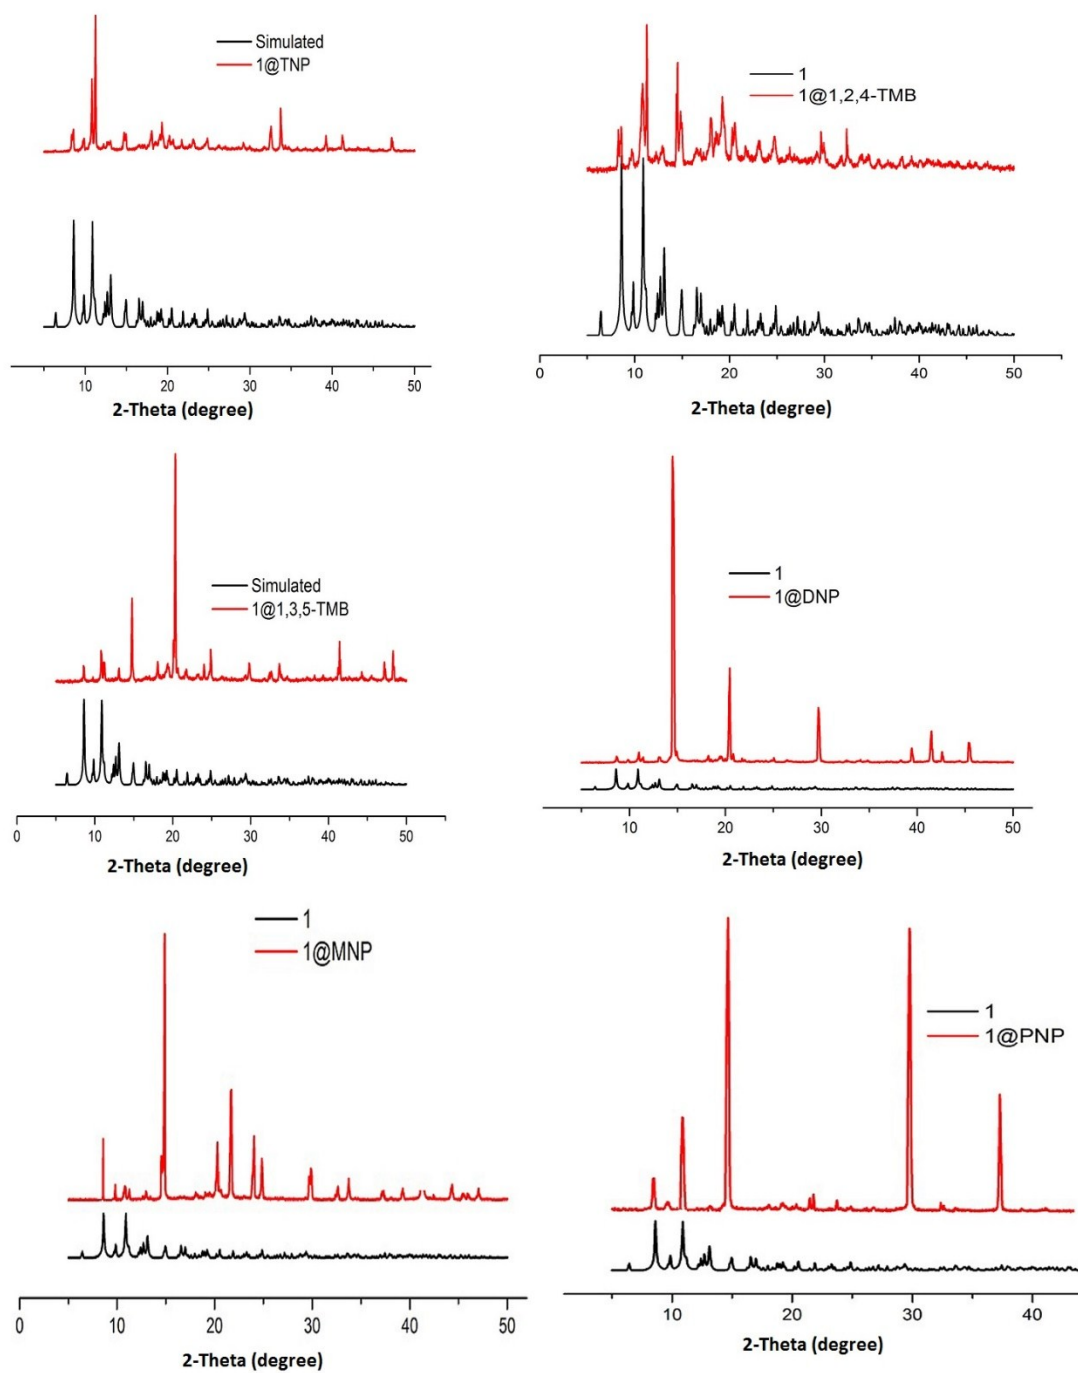 Simulated
1@TNP
10 20 30 40 50
2-Theta (degree)
1
1@1,2,4-TMB
0 10 20 30 40 50
2-Theta (degree)
Simulated
1@1,3,5-TMB
0 10 20 30 40 50
2-Theta (degree)
1
1@DNP
10 20 30 40 50
2-Theta (degree)
1
1@MNP
0 10 20 30 40 50
2-Theta (degree)
1
1@PNP
10 20 30 40
2-Theta (degree)